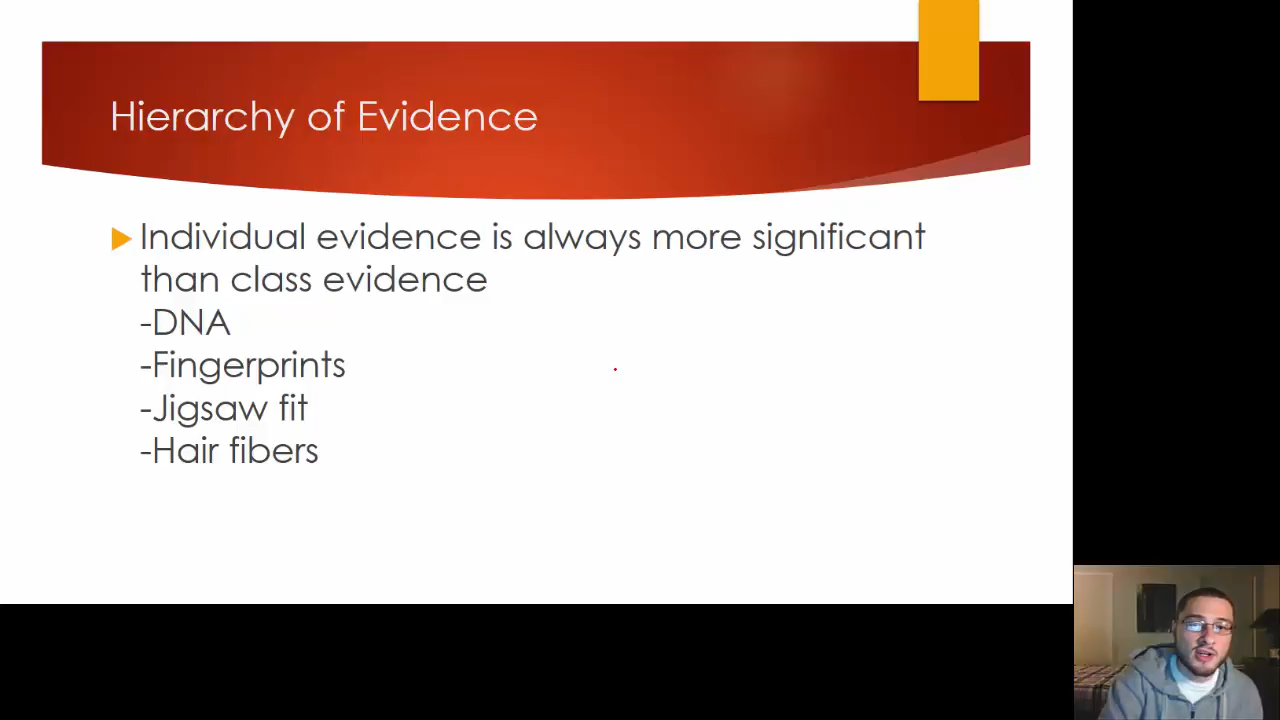 Hierarchy of Evidence
Individual evidence is always more significant
than class evidence
-DNA
-Fingerprints
-Jigsaw fit
-Hair fibers